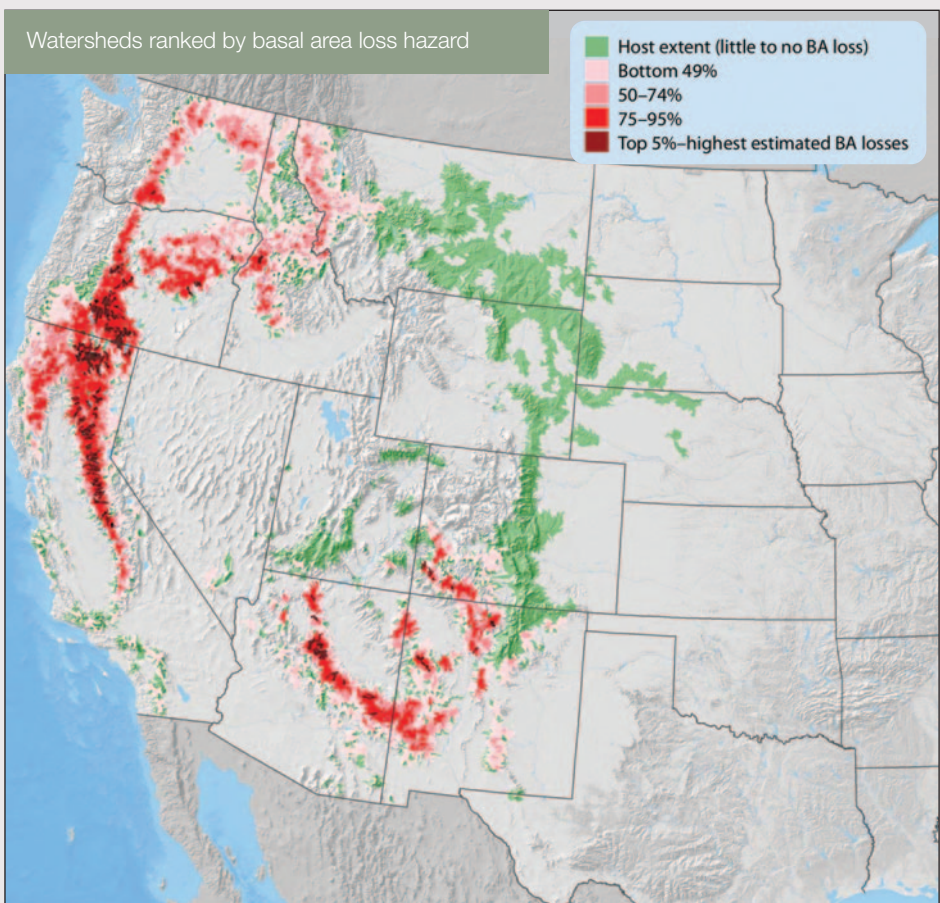 Watersheds ranked by basal area loss hazard
Host extent (little to no BA loss)
Bottom 49%
50–74%
75–95%
Top 5%–highest estimated BA losses